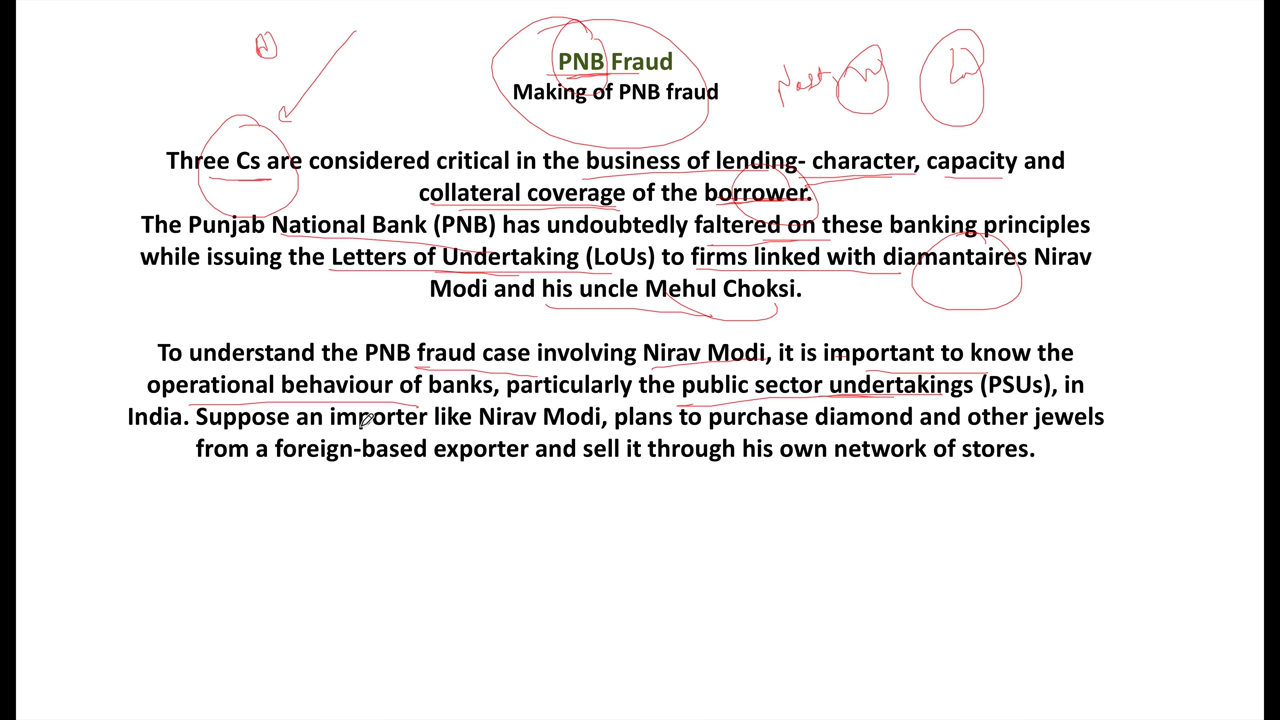 PNB Fraud
Making of PNB fraud
Three Cs are considered critical in the business of lending- character, capacity and
collateral coverage of the borrower.
The Punjab National Bank (PNB) has undoubtedly faltered on these banking principles
while issuing the Letters of Undertaking (LoUs) to firms linked with diamantaires Nirav
Modi and his uncle Mehul Choksi.
To understand the PNB fraud case involving Nirav Modi, it is important to know the
operational behaviour of banks, particularly the public sector undertakings (PSUs), in
India. Suppose an importer like Nirav Modi, plans to purchase diamond and other jewels
from a foreign-based exporter and sell it through his own network of stores.